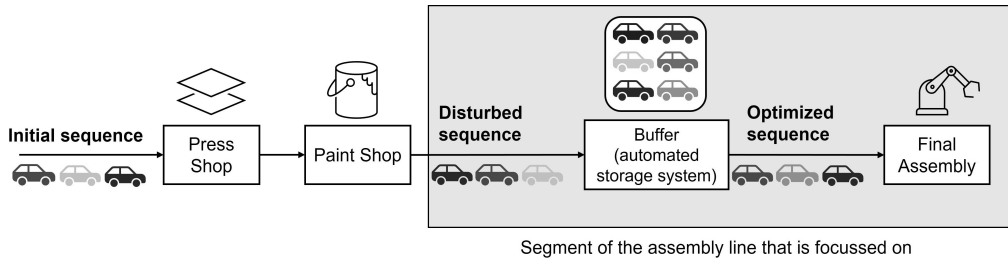 Initial sequence
Press
Shop
Paint Shop
Disturbed
sequence
Buffer
(automated
storage system)
Optimized
sequence
Final
Assembly
Segment of the assembly line that is focussed on